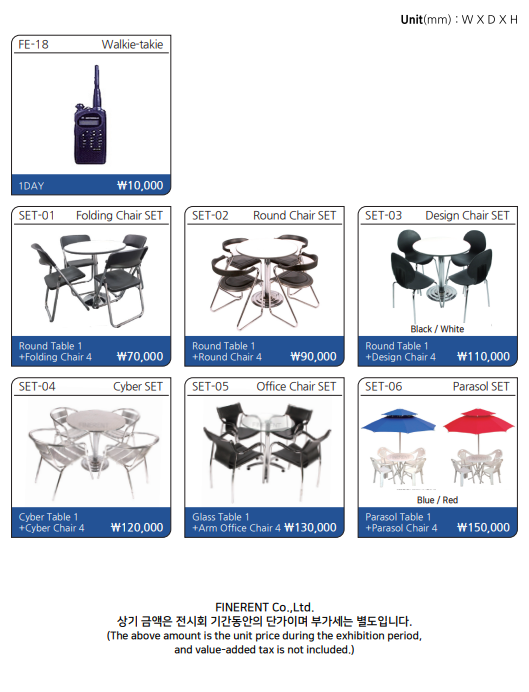 Unit(mm) : W X D X H
FE-18 Walkie-takie
1DAY ₩10,000
SET-01 Folding Chair SET
Round Table 1
+Folding Chair 4 ₩70,000
SET-02 Round Chair SET
Round Table 1
+Round Chair 4 ₩90,000
SET-03 Design Chair SET
Black / White
Round Table 1
+Design Chair 4 ₩110,000
SET-04 Cyber SET
Cyber Table 1
+Cyber Chair 4 ₩120,000
SET-05 Office Chair SET
Glass Table 1
+Arm Office Chair 4 ₩130,000
SET-06 Parasol SET
Blue / Red
Parasol Table 1
+Parasol Chair 4 ₩150,000
FINERENT Co.,Ltd.
상기 금액은 전시회 기간동안의 단가이며 부가세는 별도입니다.
(The above amount is the unit price during the exhibition period,
and value-added tax is not included.)